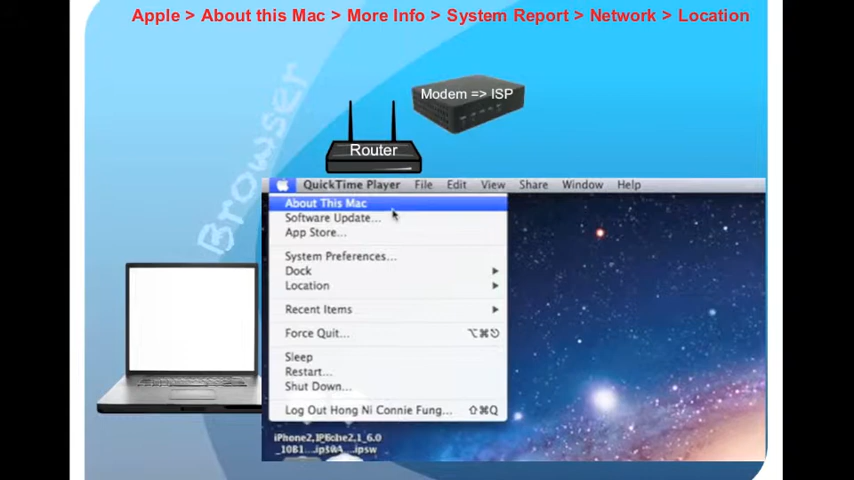 Apple > About this Mac > More Info > System Report > Network > Location
Modem => ISP
Router
Browser
QuickTime Player File Edit View Share Window Help
About This Mac
Software Update...
App Store...
System Preferences...
Dock
Location
Recent Items
Force Quit... ⌥⌘⎋
Sleep
Restart...
Shut Down...
Log Out Hong Ni Connie Fung... ⇧⌘Q